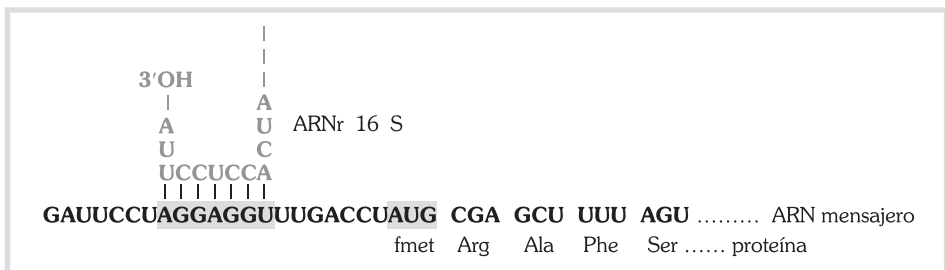 3′OH
A
A
U ARNr 16 S
U
C
UCCUCCA
GAUUCCUAGGAGGUUUGACCUAUG CGA GCU UUU AGU ......... ARN mensajero
fmet Arg Ala Phe Ser ...... proteína